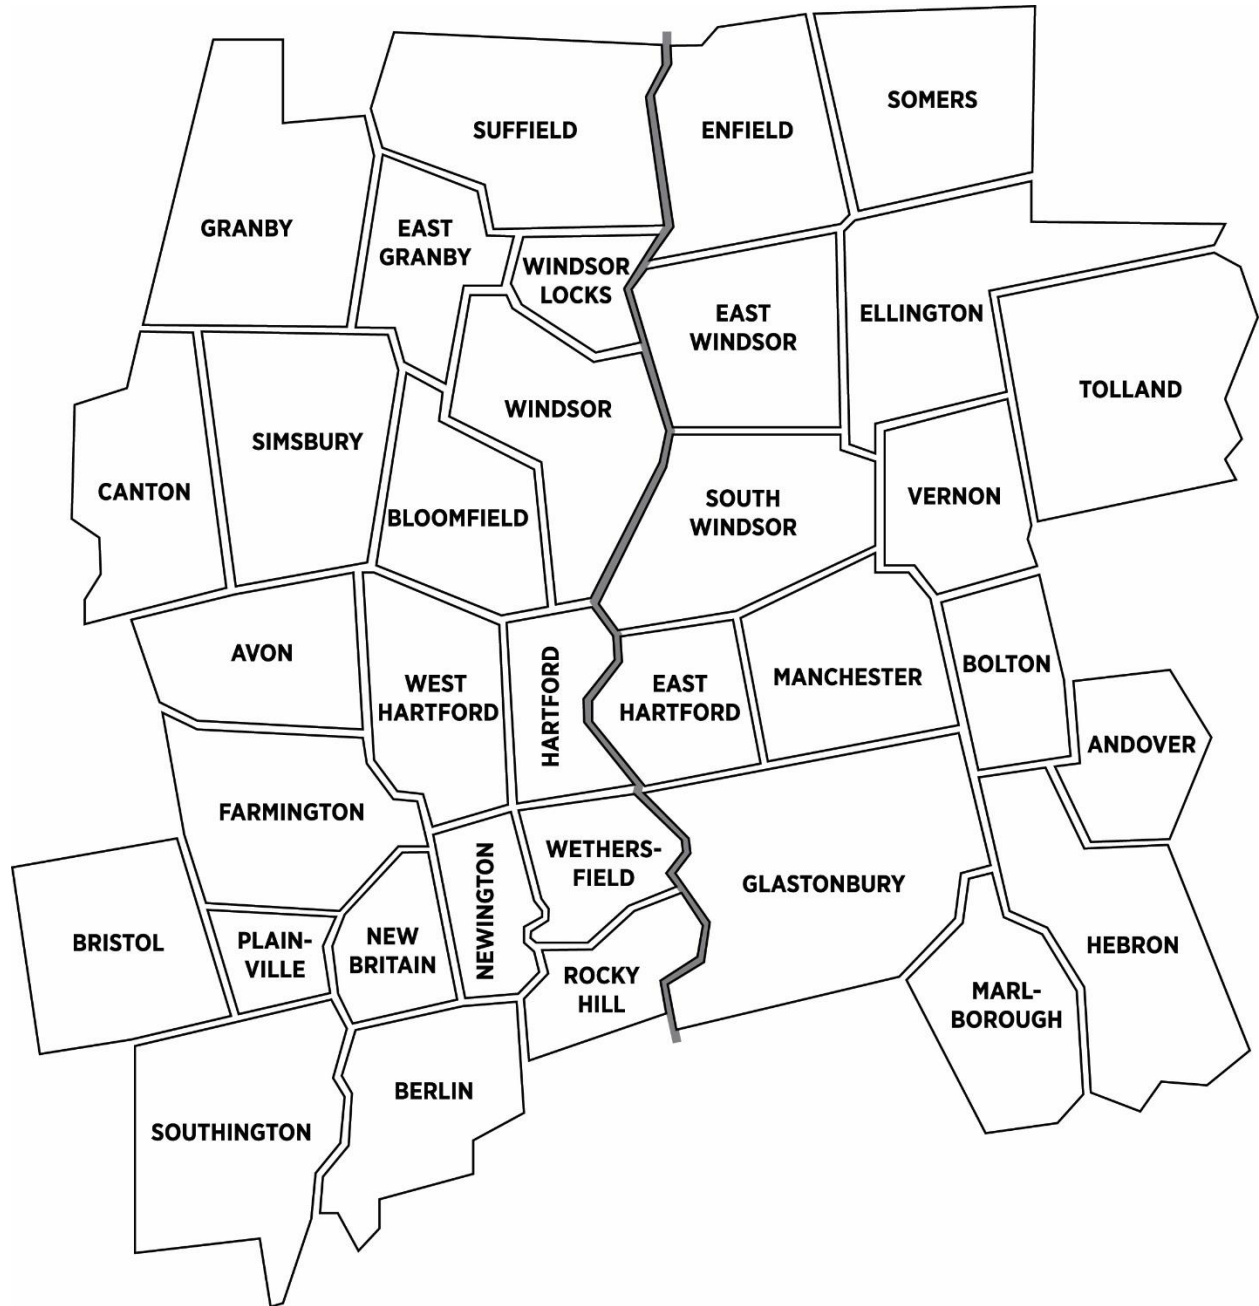 SOMERS
SUFFIELD
ENFIELD
GRANBY
EAST
GRANBY
WINDSOR
LOCKS
EAST
WINDSOR
ELLINGTON
TOLLAND
WINDSOR
SIMSBURY
CANTON
BLOOMFIELD
SOUTH
WINDSOR
VERNON
AVON
WEST
HARTFORD
HARTFORD
EAST
HARTFORD
MANCHESTER
BOLTON
ANDOVER
FARMINGTON
WETHERS-
FIELD
GLASTONBURY
BRISTOL
PLAIN-
VILLE
NEW
BRITAIN
NEWINGTON
ROCKY
HILL
HEBRON
MARL-
BOROUGH
BERLIN
SOUTHINGTON